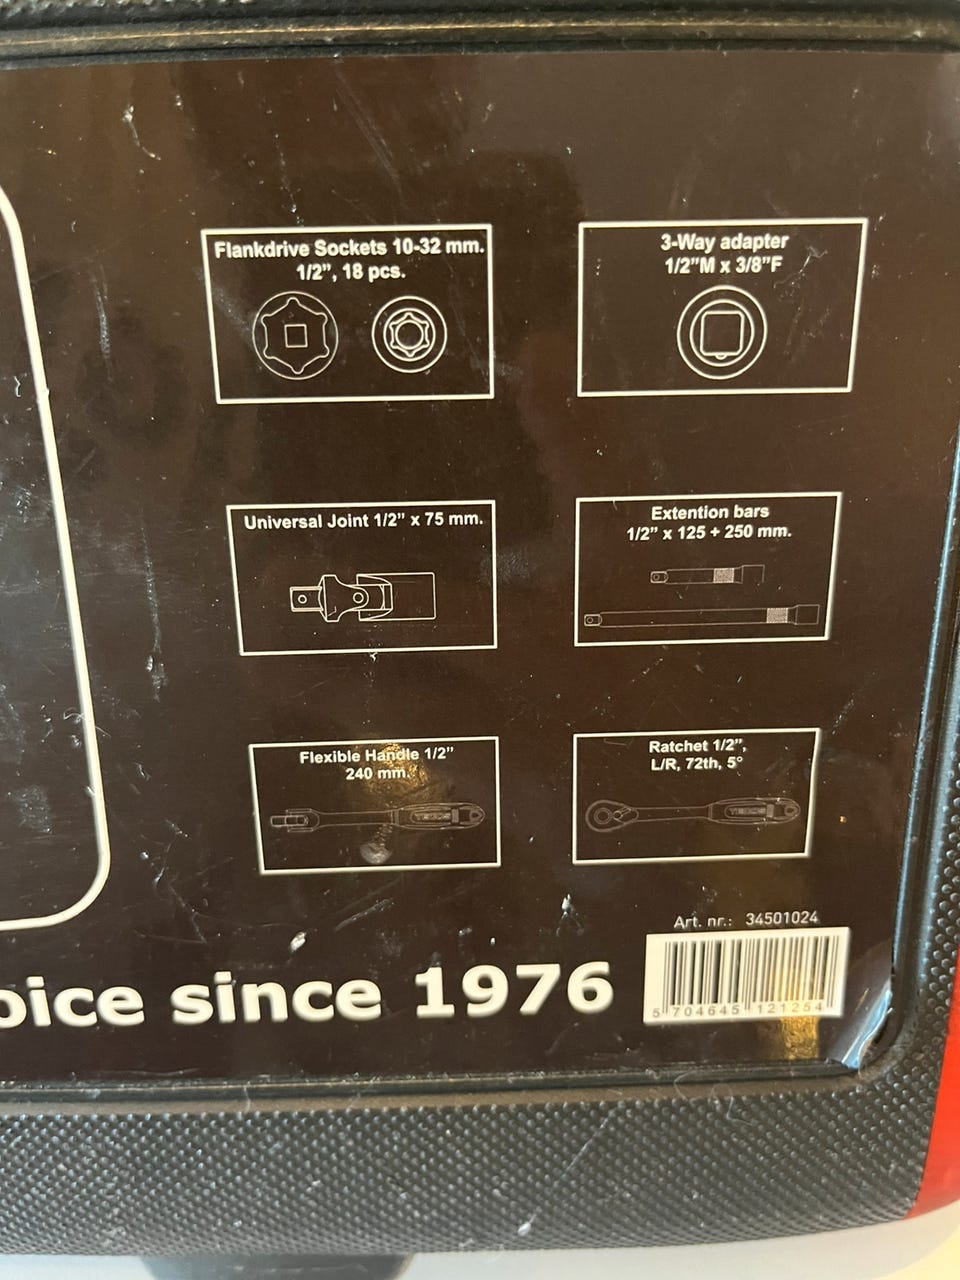 Flankdrive Sockets 10-32 mm.
1/2”, 18 pcs.
3-Way adapter
1/2”M x 3/8”F
Universal Joint 1/2” x 75 mm.
Extention bars
1/2” x 125 + 250 mm.
Flexible Handle 1/2”
240 mm.
Ratchet 1/2”,
L/R, 72th, 5°
Art. nr.: 34501024
since 1976
5 704645 121254